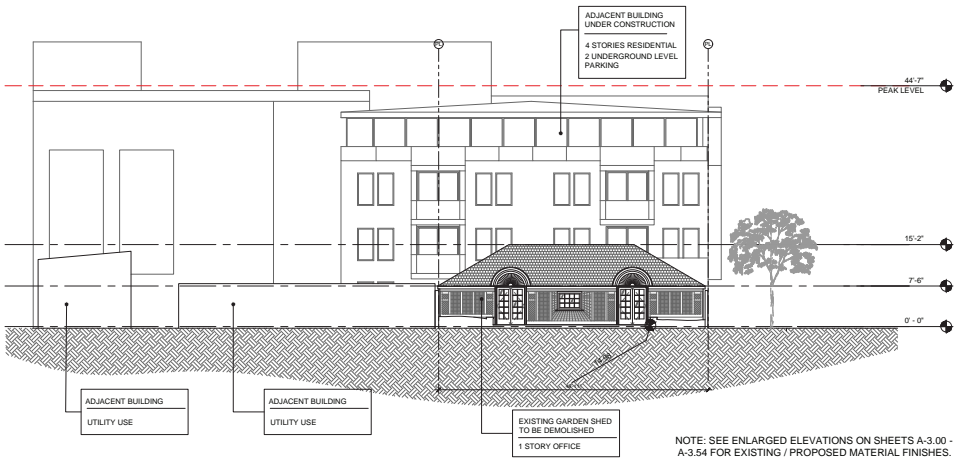 ADJACENT BUILDING
UNDER CONSTRUCTION
4 STORIES RESIDENTIAL
2 UNDERGROUND LEVEL
PARKING
PL
PL
44'-7"
PEAK LEVEL
15'-2"
7'-6"
0' - 0"
74.98
ADJACENT BUILDING
UTILITY USE
ADJACENT BUILDING
UTILITY USE
EXISTING GARDEN SHED
TO BE DEMOLISHED
1 STORY OFFICE
NOTE: SEE ENLARGED ELEVATIONS ON SHEETS A-3.00 -
A-3.54 FOR EXISTING / PROPOSED MATERIAL FINISHES.